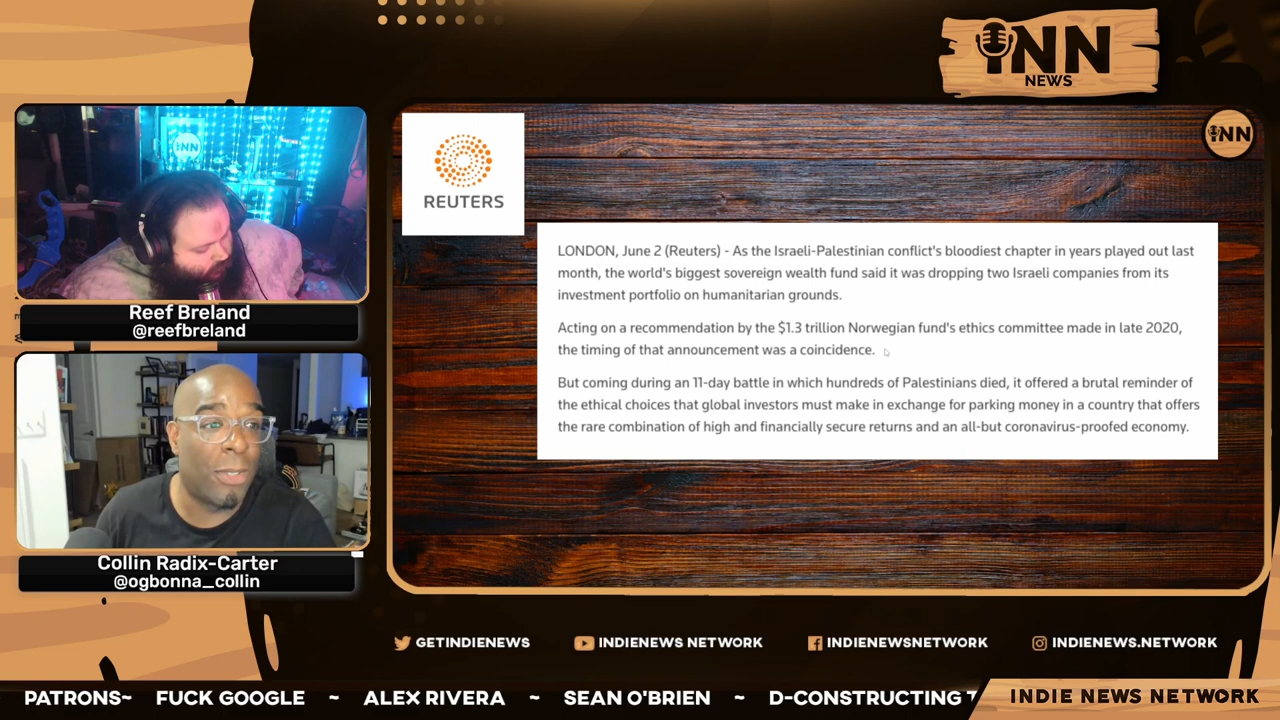 INN
NEWS
INN
REUTERS
LONDON, June 2 (Reuters) - As the Israeli-Palestinian conflict's bloodiest chapter in years played out last
month, the world's biggest sovereign wealth fund said it was dropping two Israeli companies from its
investment portfolio on humanitarian grounds.
Acting on a recommendation by the $1.3 trillion Norwegian fund's ethics committee made in late 2020,
the timing of that announcement was a coincidence.
But coming during an 11-day battle in which hundreds of Palestinians died, it offered a brutal reminder of
the ethical choices that global investors must make in exchange for parking money in a country that offers
the rare combination of high and financially secure returns and an all-but coronavirus-proofed economy.
INN
Reef Breland
@reefbreland
Collin Radix-Carter
@ogbonna_collin
GETINDIENEWS
INDIENEWS NETWORK
INDIENEWSNETWORK
INDIENEWS.NETWORK
PATRONS~ FUCK GOOGLE ~ ALEX RIVERA ~ SEAN O'BRIEN ~ D-CONSTRUCTING
INDIE NEWS NETWORK